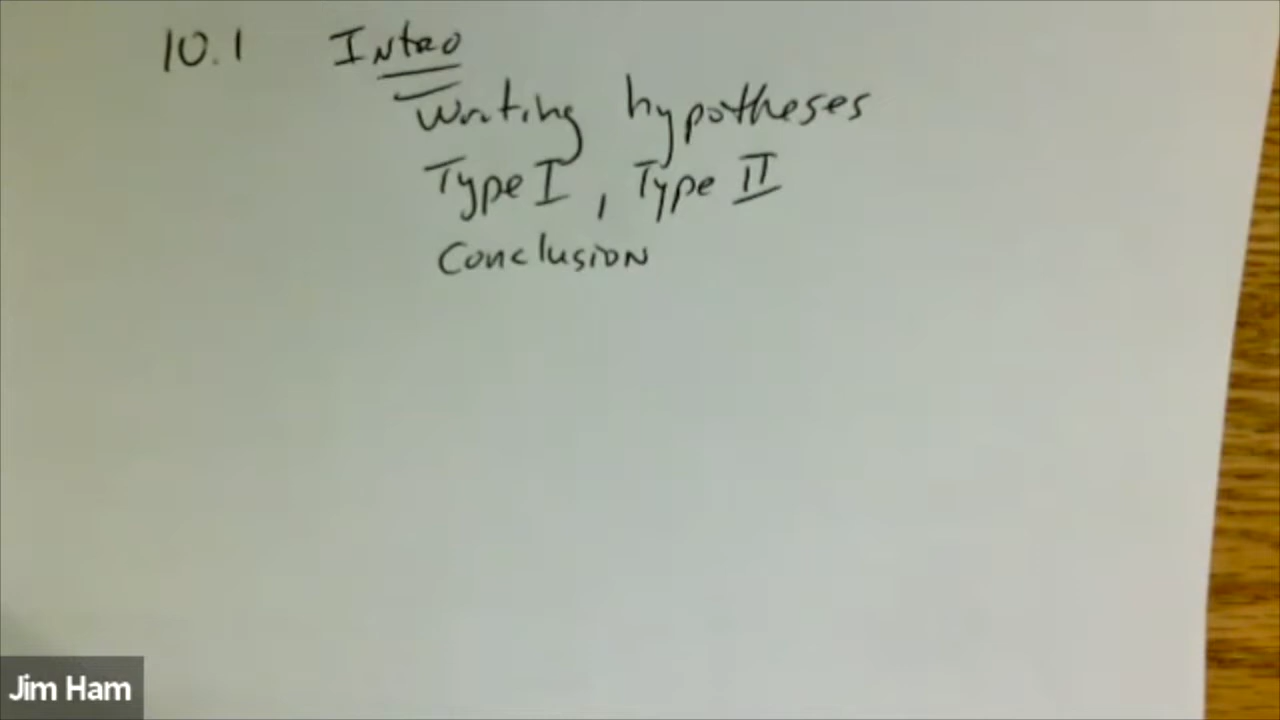 10.1 Intro
Writing hypotheses
Type I, Type II
Conclusion
Jim Ham